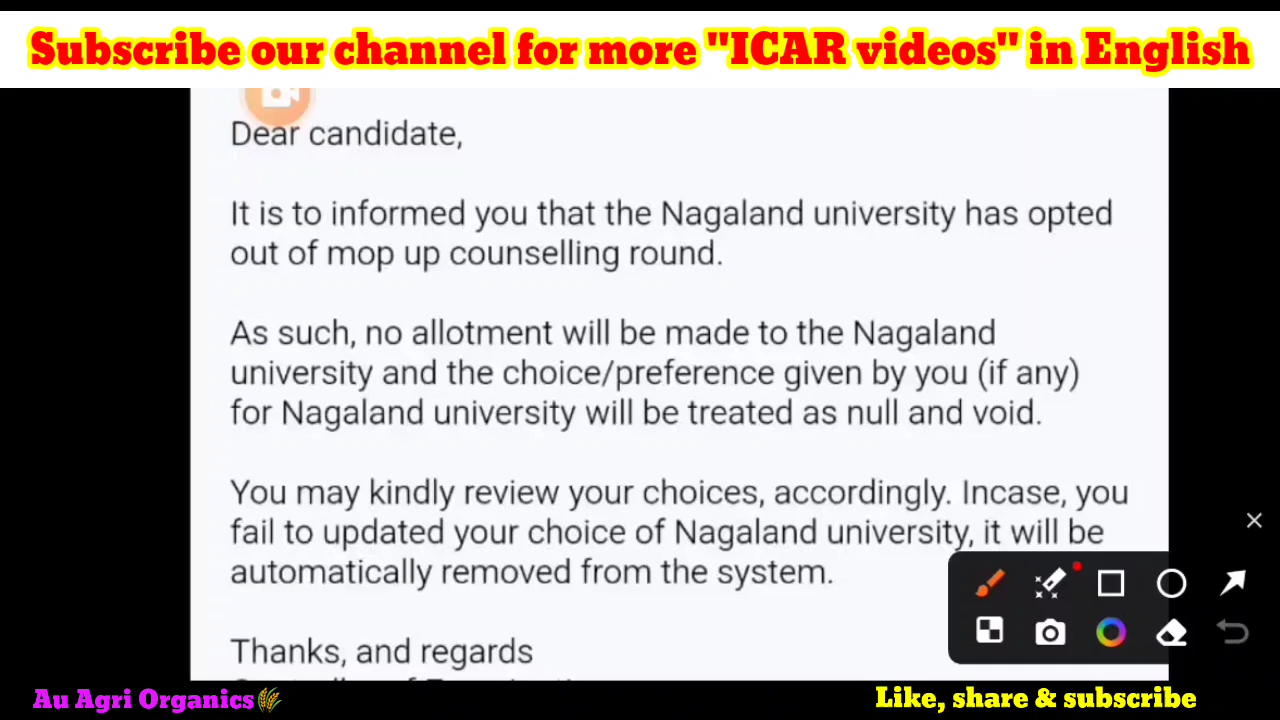 Subscribe our channel for more "ICAR videos" in English
Dear candidate,
It is to informed you that the Nagaland university has opted
out of mop up counselling round.
As such, no allotment will be made to the Nagaland
university and the choice/preference given by you (if any)
for Nagaland university will be treated as null and void.
You may kindly review your choices, accordingly. Incase, you
fail to updated your choice of Nagaland university, it will be
automatically removed from the system.
Thanks, and regards
Au Agri Organics🌾
Like, share & subscribe